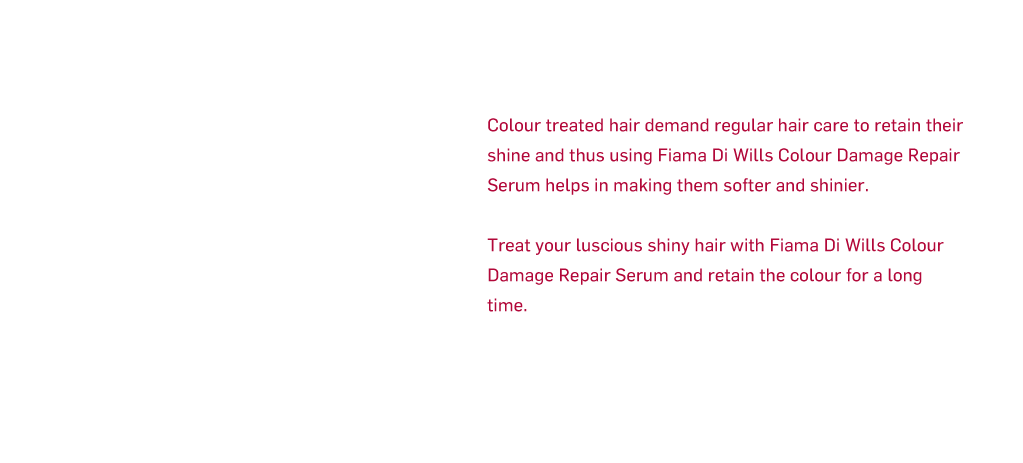 Colour treated hair demand regular hair care to retain their
shine and thus using Fiama Di Wills Colour Damage Repair
Serum helps in making them softer and shinier.
Treat your luscious shiny hair with Fiama Di Wills Colour
Damage Repair Serum and retain the colour for a long
time.